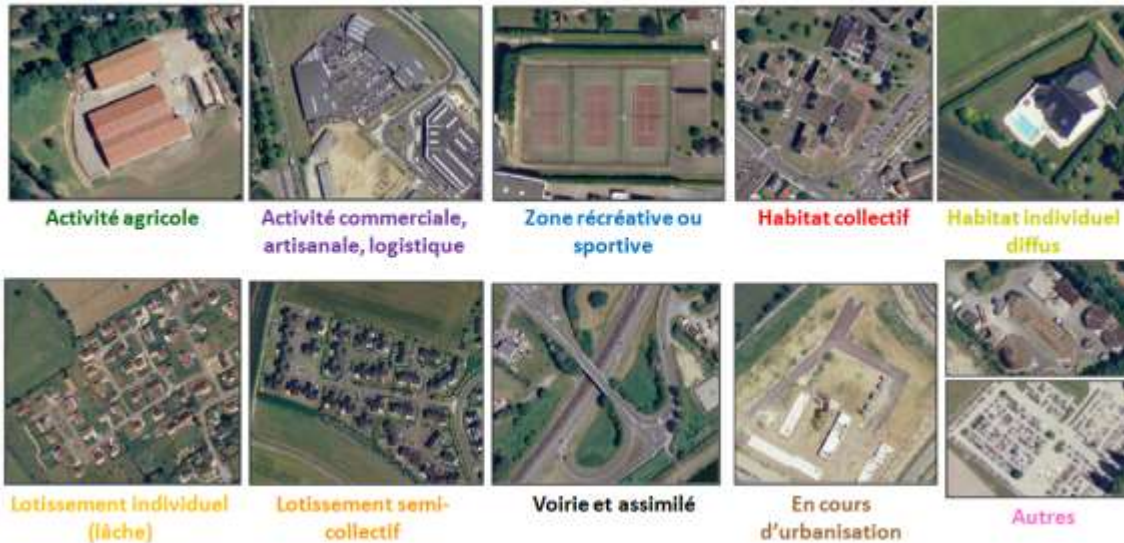 Activité agricole
Activité commerciale,
artisanale, logistique
Zone récréative ou
sportive
Habitat collectif
Habitat individuel
diffus
Lotissement individuel
(lâche)
Lotissement semi-
collectif
Voirie et assimilé
En cours
d’urbanisation
Autres